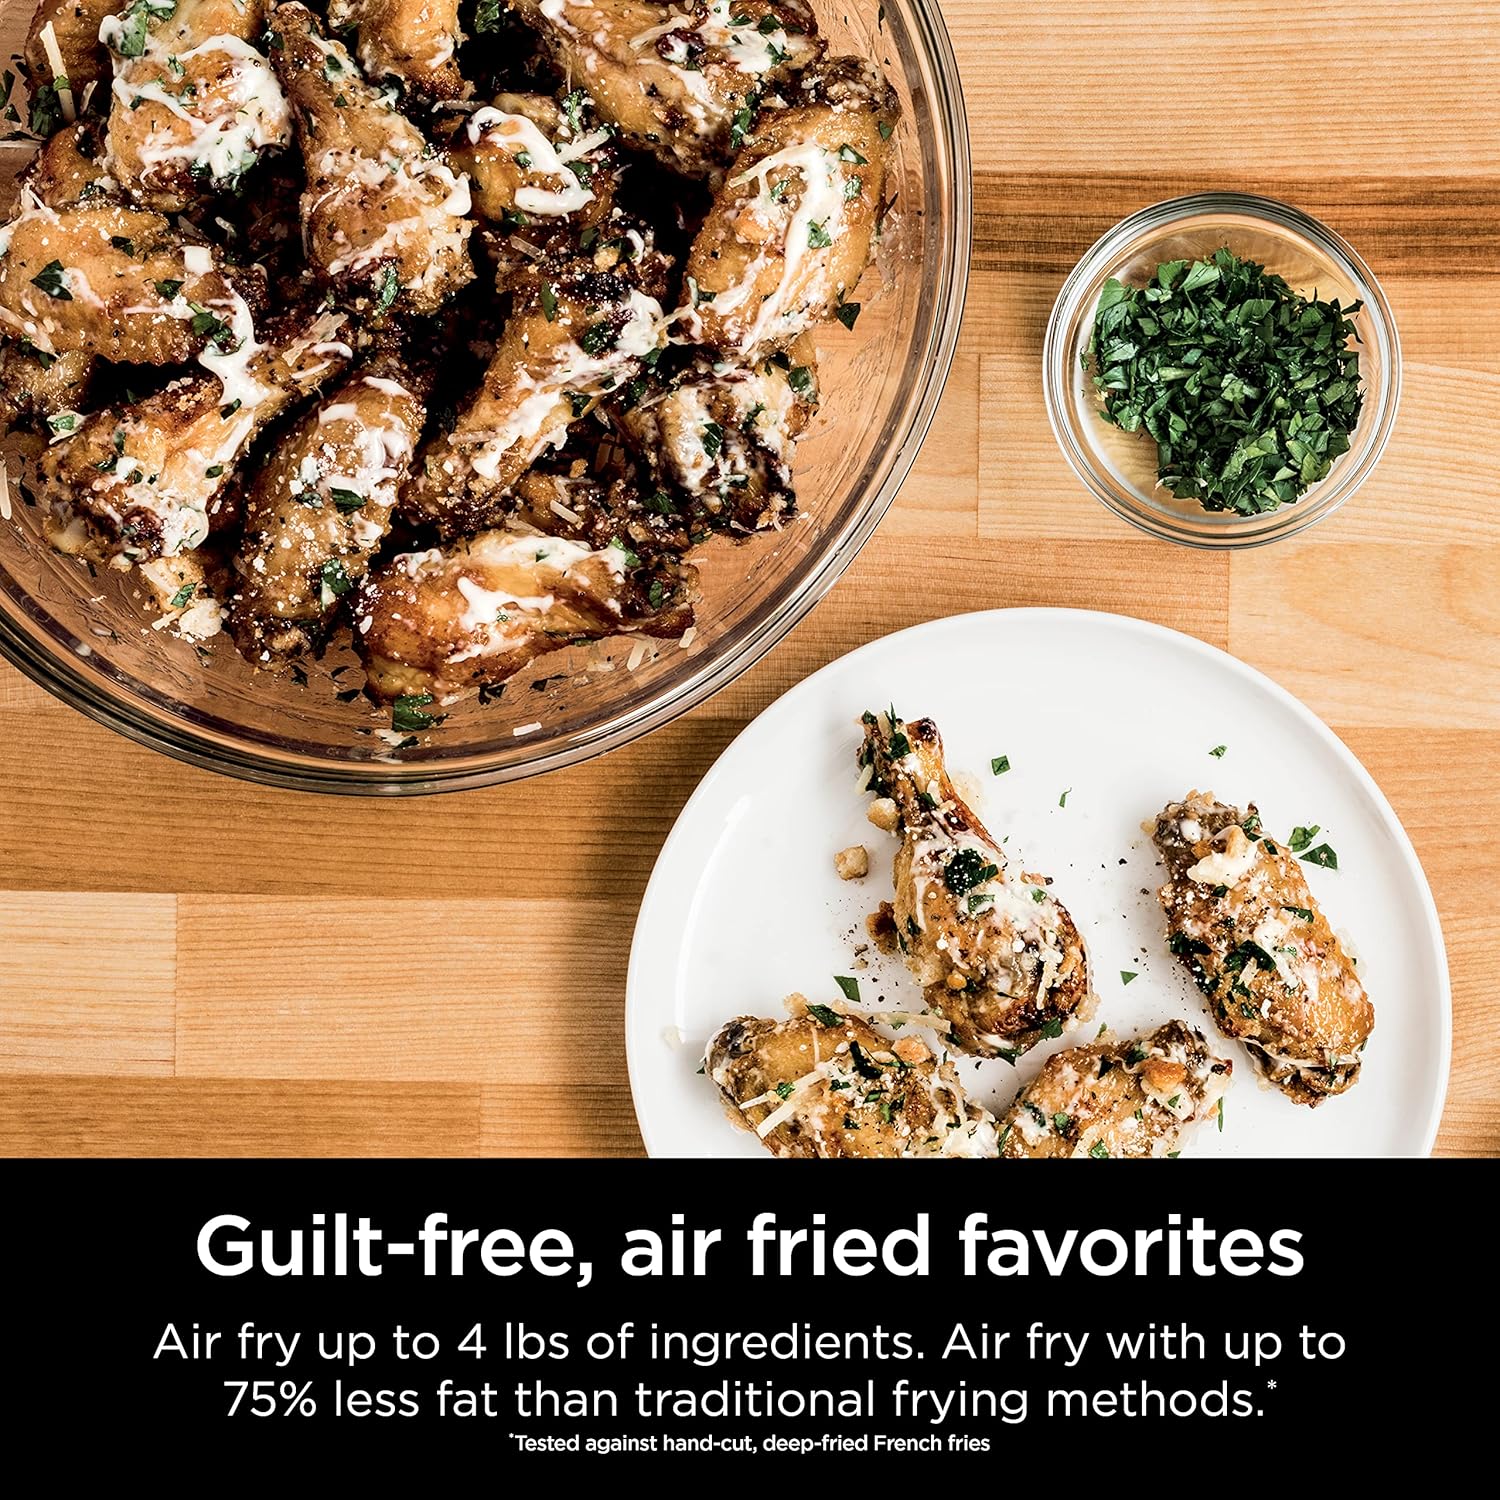 Guilt-free, air fried favorites
Air fry up to 4 lbs of ingredients. Air fry with up to
75% less fat than traditional frying methods.*
*Tested against hand-cut, deep-fried French fries